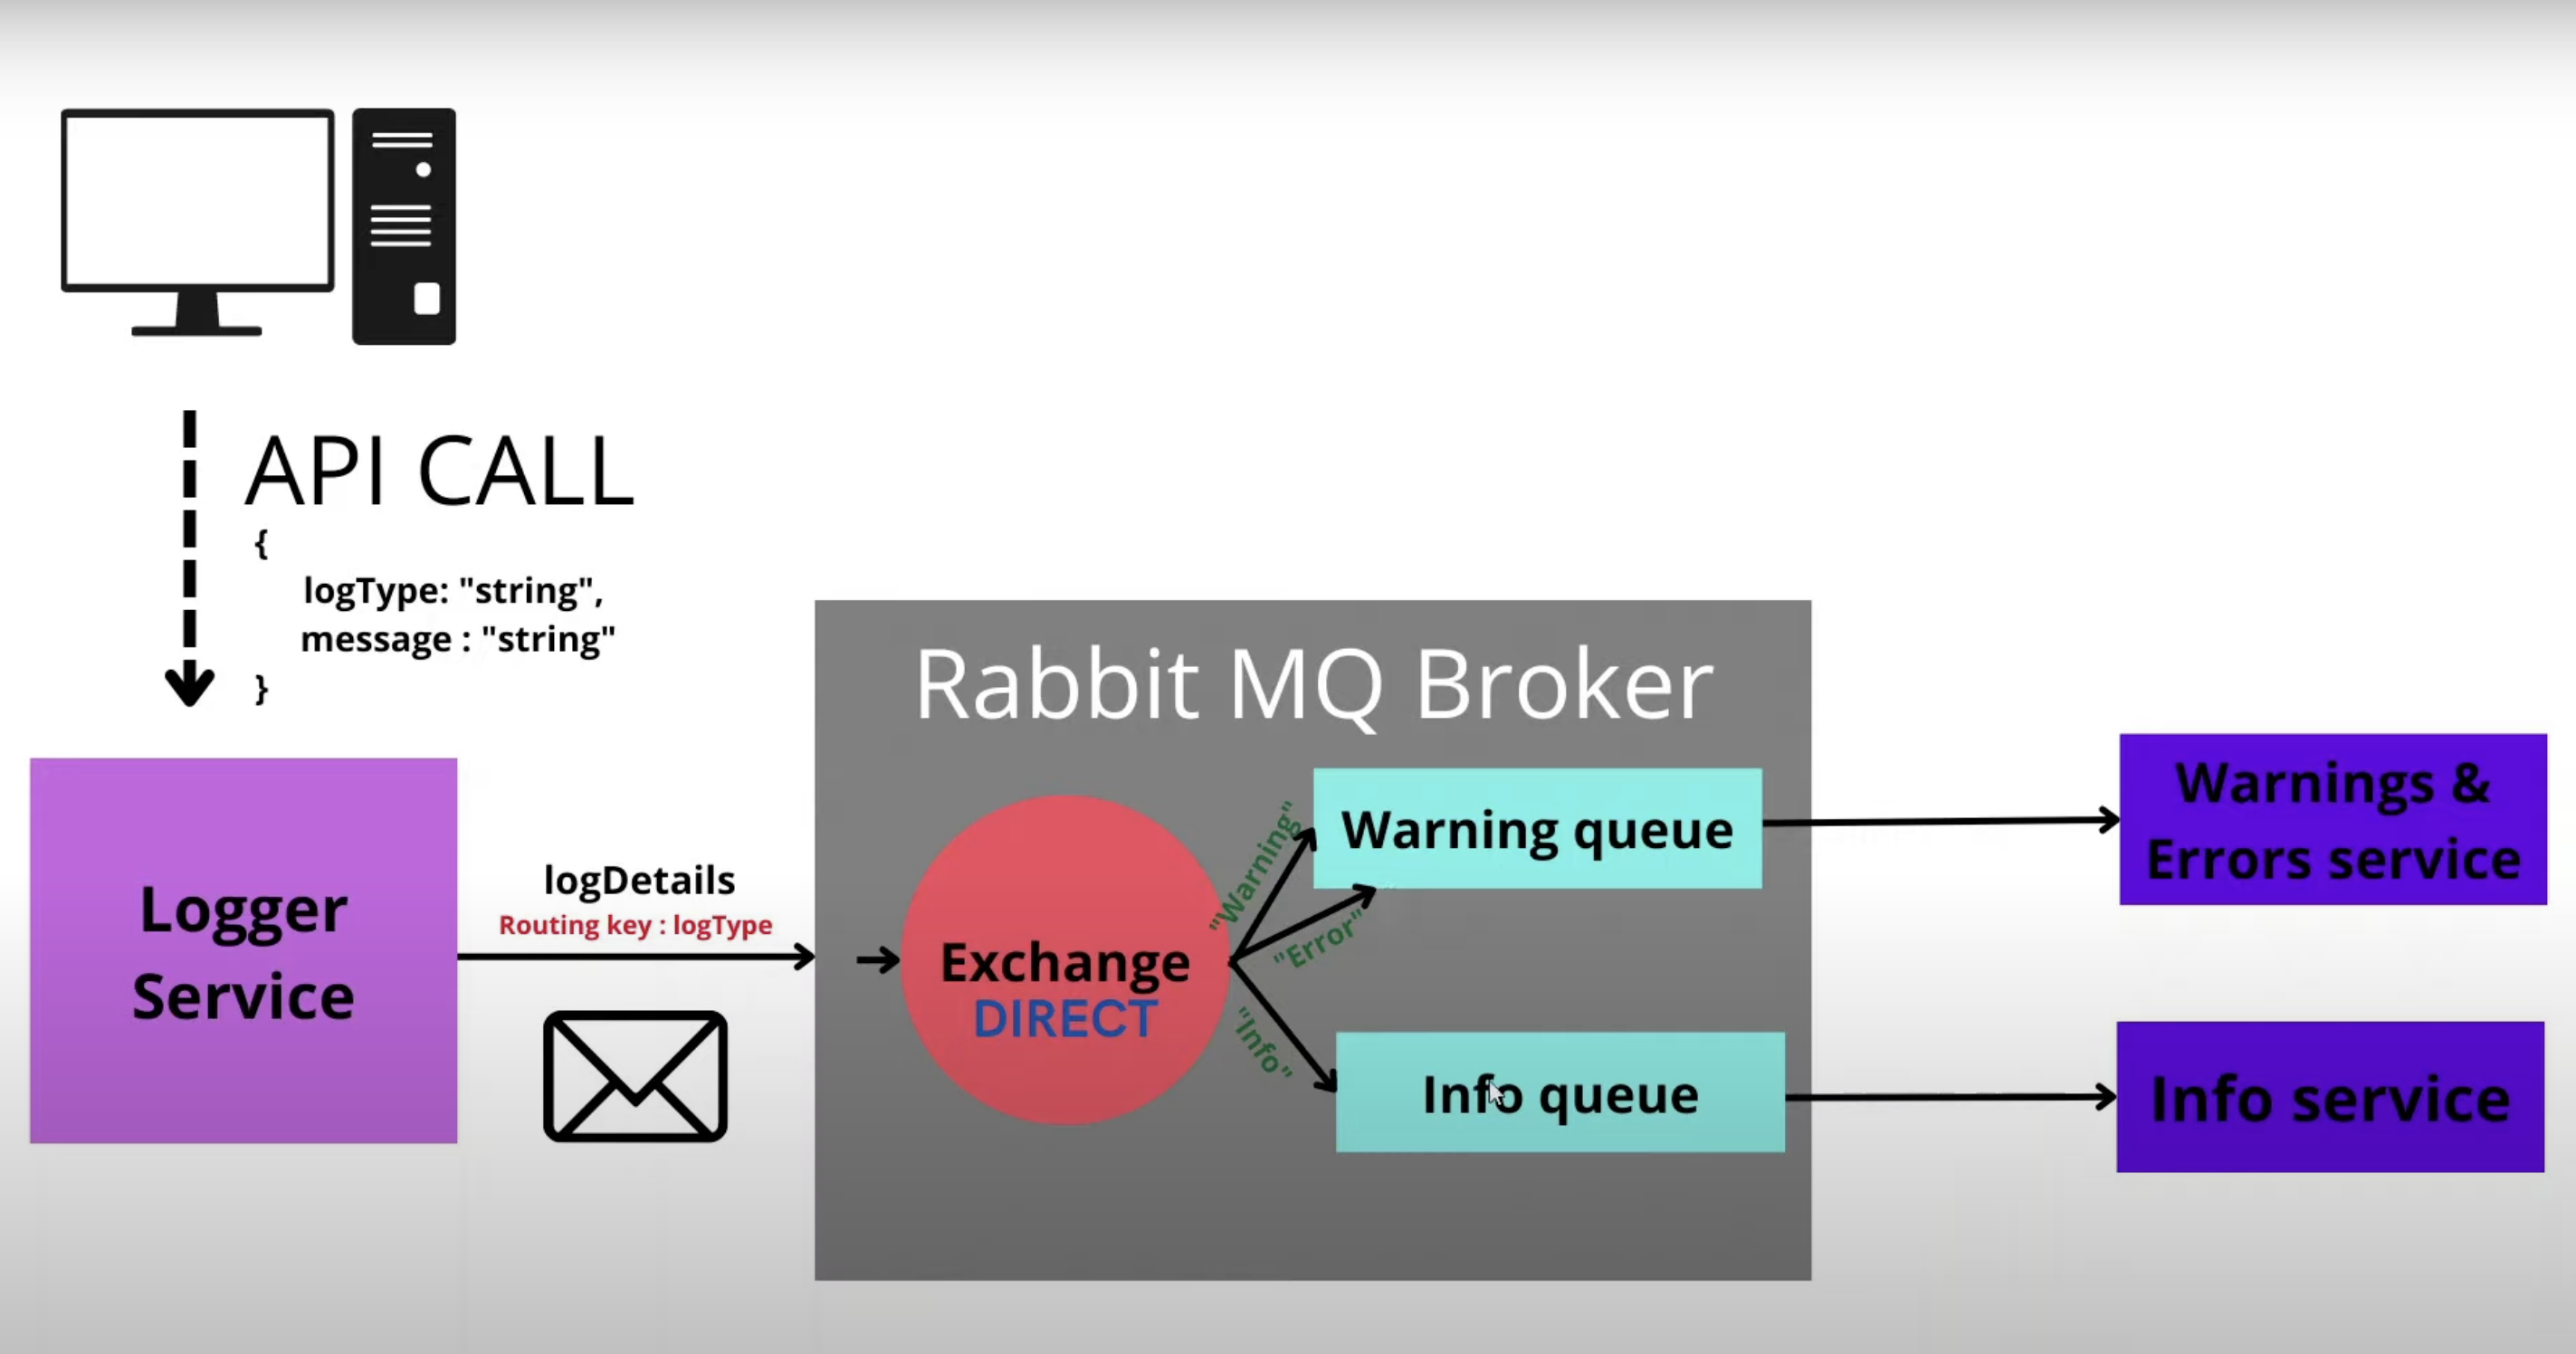 API CALL
{
logType: "string",
message : "string"
}
Logger
Service
logDetails
Routing key : logType
Rabbit MQ Broker
Exchange
DIRECT
"Warning"
"Error"
"Info"
Warning queue
Info queue
Warnings &
Errors service
Info service